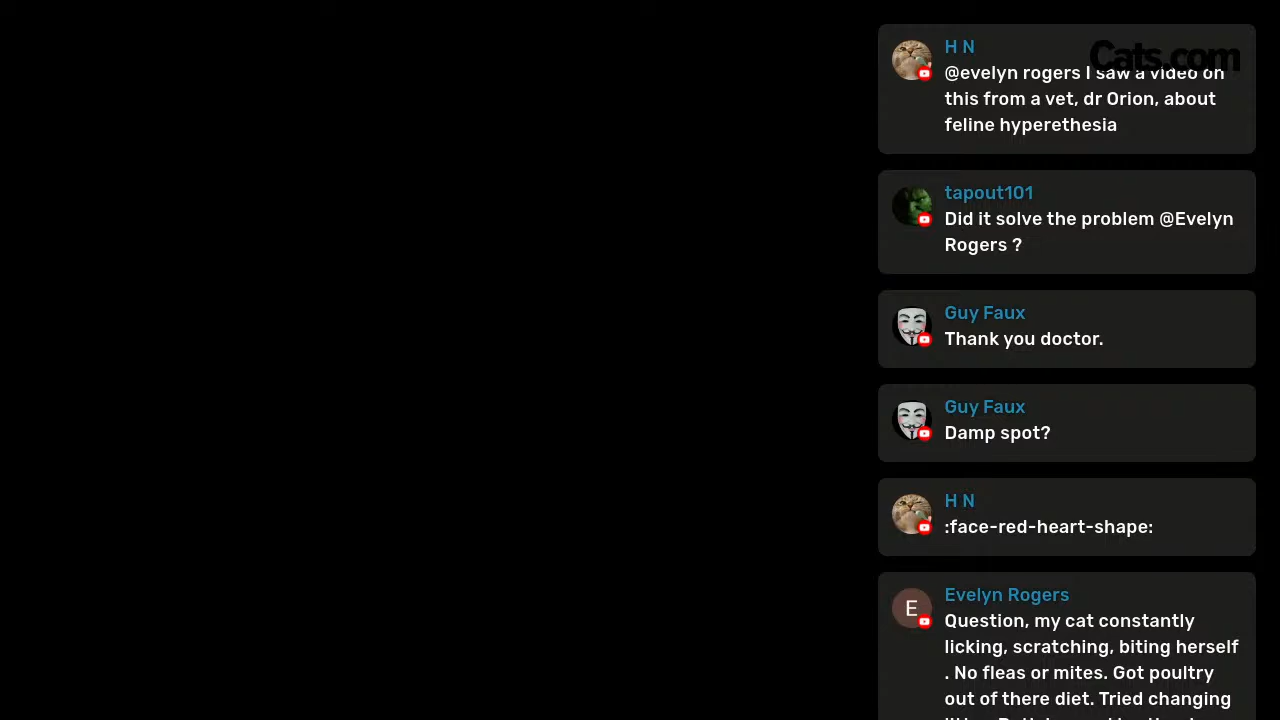 H N
Cats.com
@evelyn rogers I saw a video on
this from a vet, dr Orion, about
feline hyperethesia
tapout101
Did it solve the problem @Evelyn
Rogers ?
Guy Faux
Thank you doctor.
Guy Faux
Damp spot?
H N
:face-red-heart-shape:
E
Evelyn Rogers
Question, my cat constantly
licking, scratching, biting herself
. No fleas or mites. Got poultry
out of there diet. Tried changing